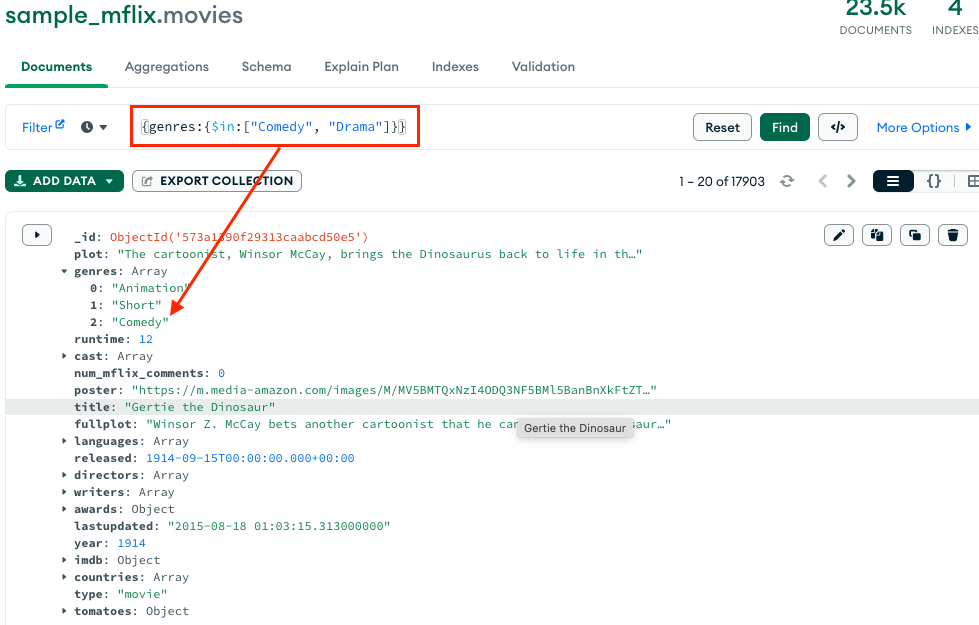 sample_mflix.movies
23.5k
4
DOCUMENTS
INDEXES
Documents
Aggregations
Schema
Explain Plan
Indexes
Validation
Filter
{genres:{$in:["Comedy", "Drama"]}}
Reset
Find
</>
More Options
ADD DATA
EXPORT COLLECTION
1 – 20 of 17903
{}
_id: ObjectId('573a1390f29313caabcd50e5')
plot: "The cartoonist, Winsor McCay, brings the Dinosaurus back to life in th…"
genres: Array
0: "Animation"
1: "Short"
2: "Comedy"
runtime: 12
cast: Array
num_mflix_comments: 0
poster: "https://m.media-amazon.com/images/M/MV5BMTQxNzI4ODQ3NF5BMl5BanBnXkFtZT…"
title: "Gertie the Dinosaur"
fullplot: "Winsor Z. McCay bets another cartoonist that he can
aur…"
Gertie the Dinosaur
languages: Array
released: 1914-09-15T00:00:00.000+00:00
directors: Array
writers: Array
awards: Object
lastupdated: "2015-08-18 01:03:15.313000000"
year: 1914
imdb: Object
countries: Array
type: "movie"
tomatoes: Object